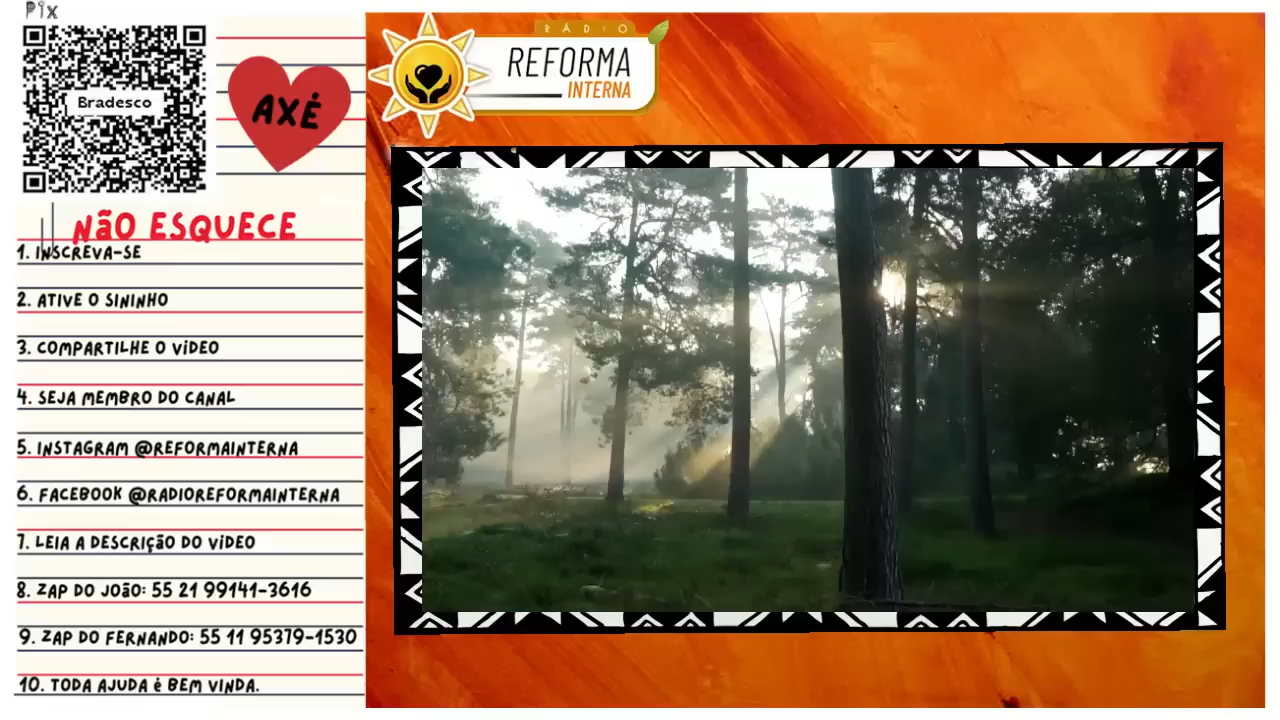 Pix
Bradesco
AXÉ
NÃO ESQUECE
1. INSCREVA-SE
2. ATIVE O SININHO
3. COMPARTILHE O VÍDEO
4. SEJA MEMBRO DO CANAL
5. INSTAGRAM @REFORMAINTERNA
6. FACEBOOK @RADIOREFORMAINTERNA
7. LEIA A DESCRIÇÃO DO VÍDEO
8. ZAP DO JOÃO: 55 21 99141-3616
9. ZAP DO FERNANDO: 55 11 95379-1530
10. TODA AJUDA É BEM VINDA.
RÁDIO
REFORMA
INTERNA